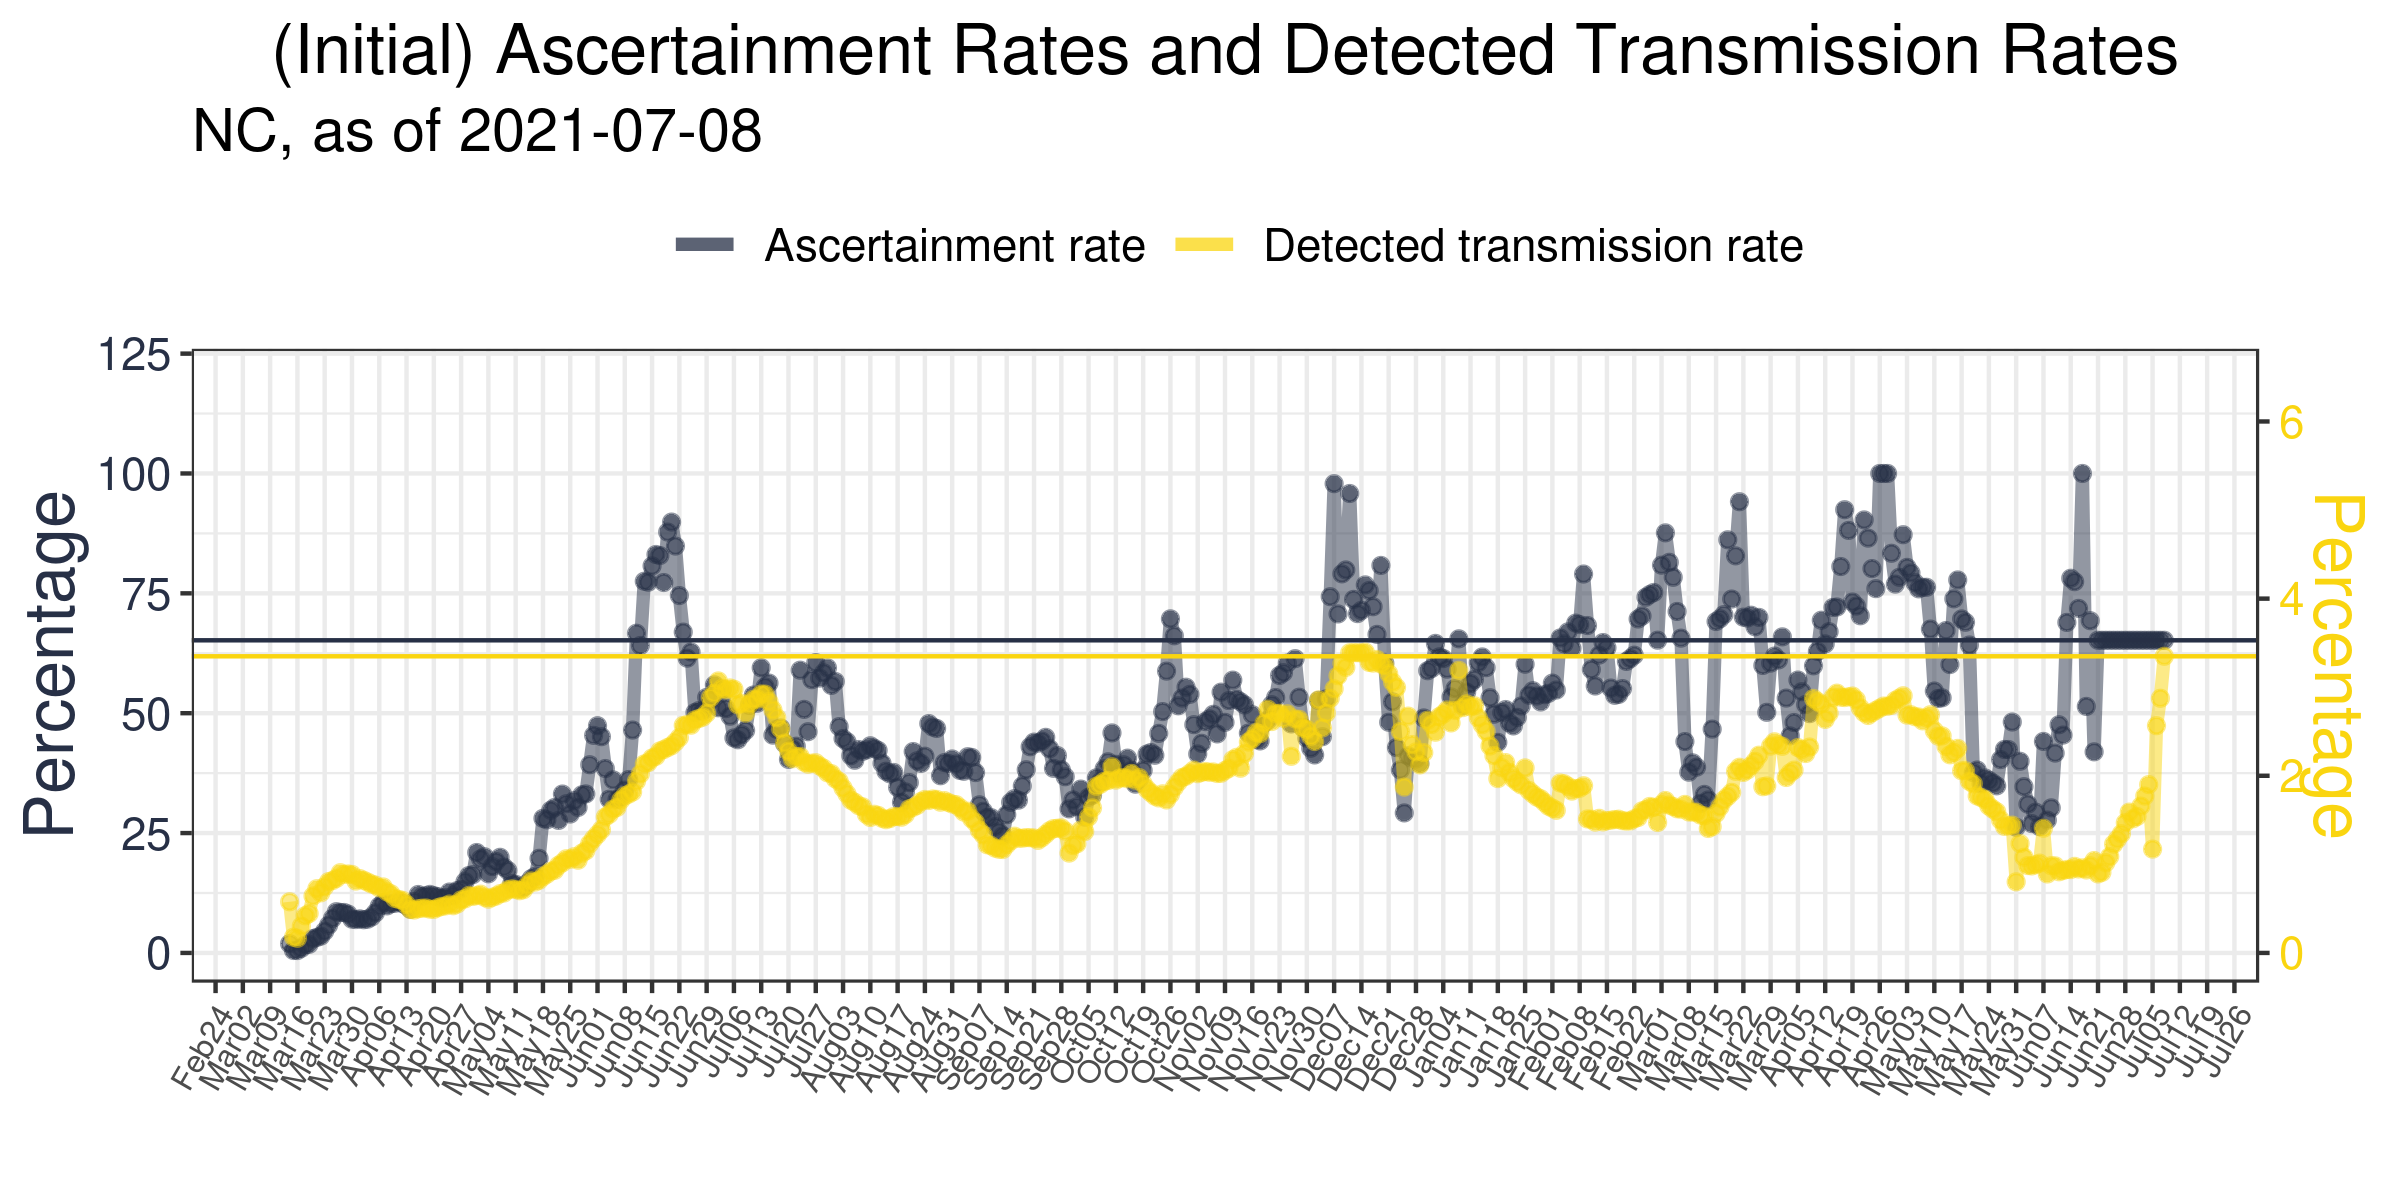 (Initial) Ascertainment Rates and Detected Transmission Rates
NC, as of 2021-07-08
Ascertainment rate
Detected transmission rate
Percentage
125
100
75
50
25
0
6
4
2
0
Percentage
Feb24
Mar02
Mar09
Mar16
Mar23
Mar30
Apr06
Apr13
Apr20
Apr27
May04
May11
May18
May25
Jun01
Jun08
Jun15
Jun22
Jun29
Jul06
Jul13
Jul20
Jul27
Aug03
Aug10
Aug17
Aug24
Aug31
Sep07
Sep14
Sep21
Sep28
Oct05
Oct12
Oct19
Oct26
Nov02
Nov09
Nov16
Nov23
Nov30
Dec07
Dec14
Dec21
Dec28
Jan04
Jan11
Jan18
Jan25
Feb01
Feb08
Feb15
Feb22
Mar01
Mar08
Mar15
Mar22
Mar29
Apr05
Apr12
Apr19
Apr26
May03
May10
May17
May24
May31
Jun07
Jun14
Jun21
Jun28
Jul05
Jul12
Jul19
Jul26